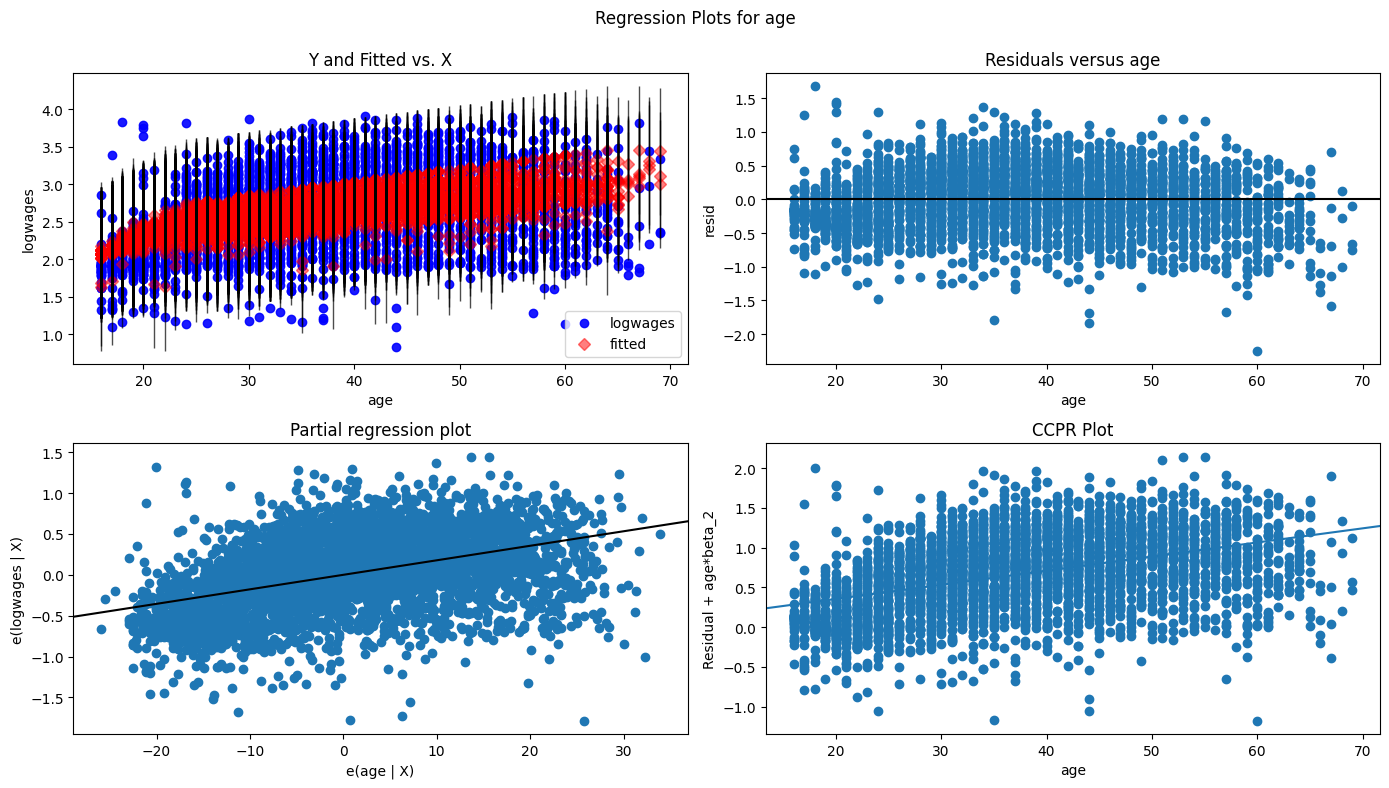 Regression Plots for age
Y and Fitted vs. X
4.0
3.5
3.0
2.5
2.0
1.5
1.0
logwages
20 30 40 50 60 70
age
logwages
fitted
Residuals versus age
1.5
1.0
0.5
0.0
−0.5
−1.0
−1.5
−2.0
resid
20 30 40 50 60 70
age
Partial regression plot
1.5
1.0
0.5
0.0
−0.5
−1.0
−1.5
e(logwages | X)
−20 −10 0 10 20 30
e(age | X)
CCPR Plot
2.0
1.5
1.0
0.5
0.0
−0.5
−1.0
Residual + age*beta_2
20 30 40 50 60 70
age